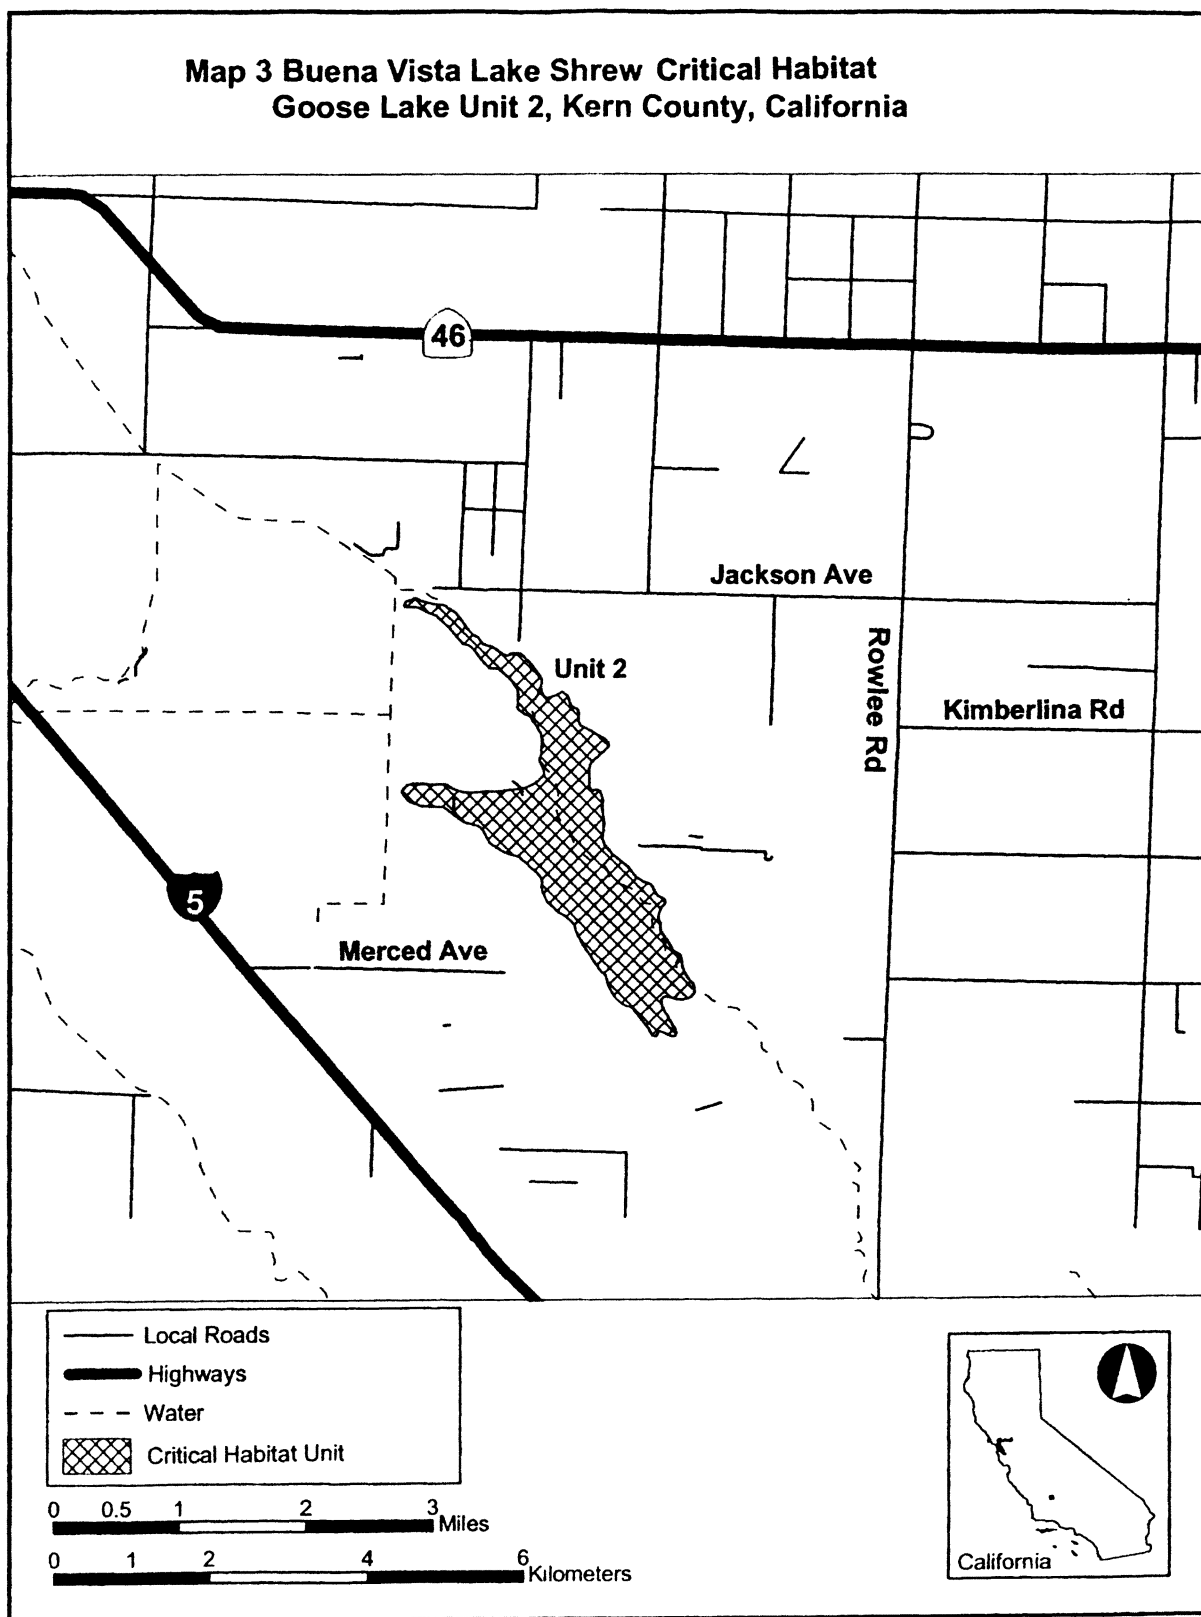 Map 3 Buena Vista Lake Shrew Critical Habitat
Goose Lake Unit 2, Kern County, California
46
Jackson Ave
Unit 2
Rowlee Rd
Kimberlina Rd
5
Merced Ave
Local Roads
Highways
Water
Critical Habitat Unit
0 0.5 1 2 3
Miles
0 1 2 4 6
Kilometers
California